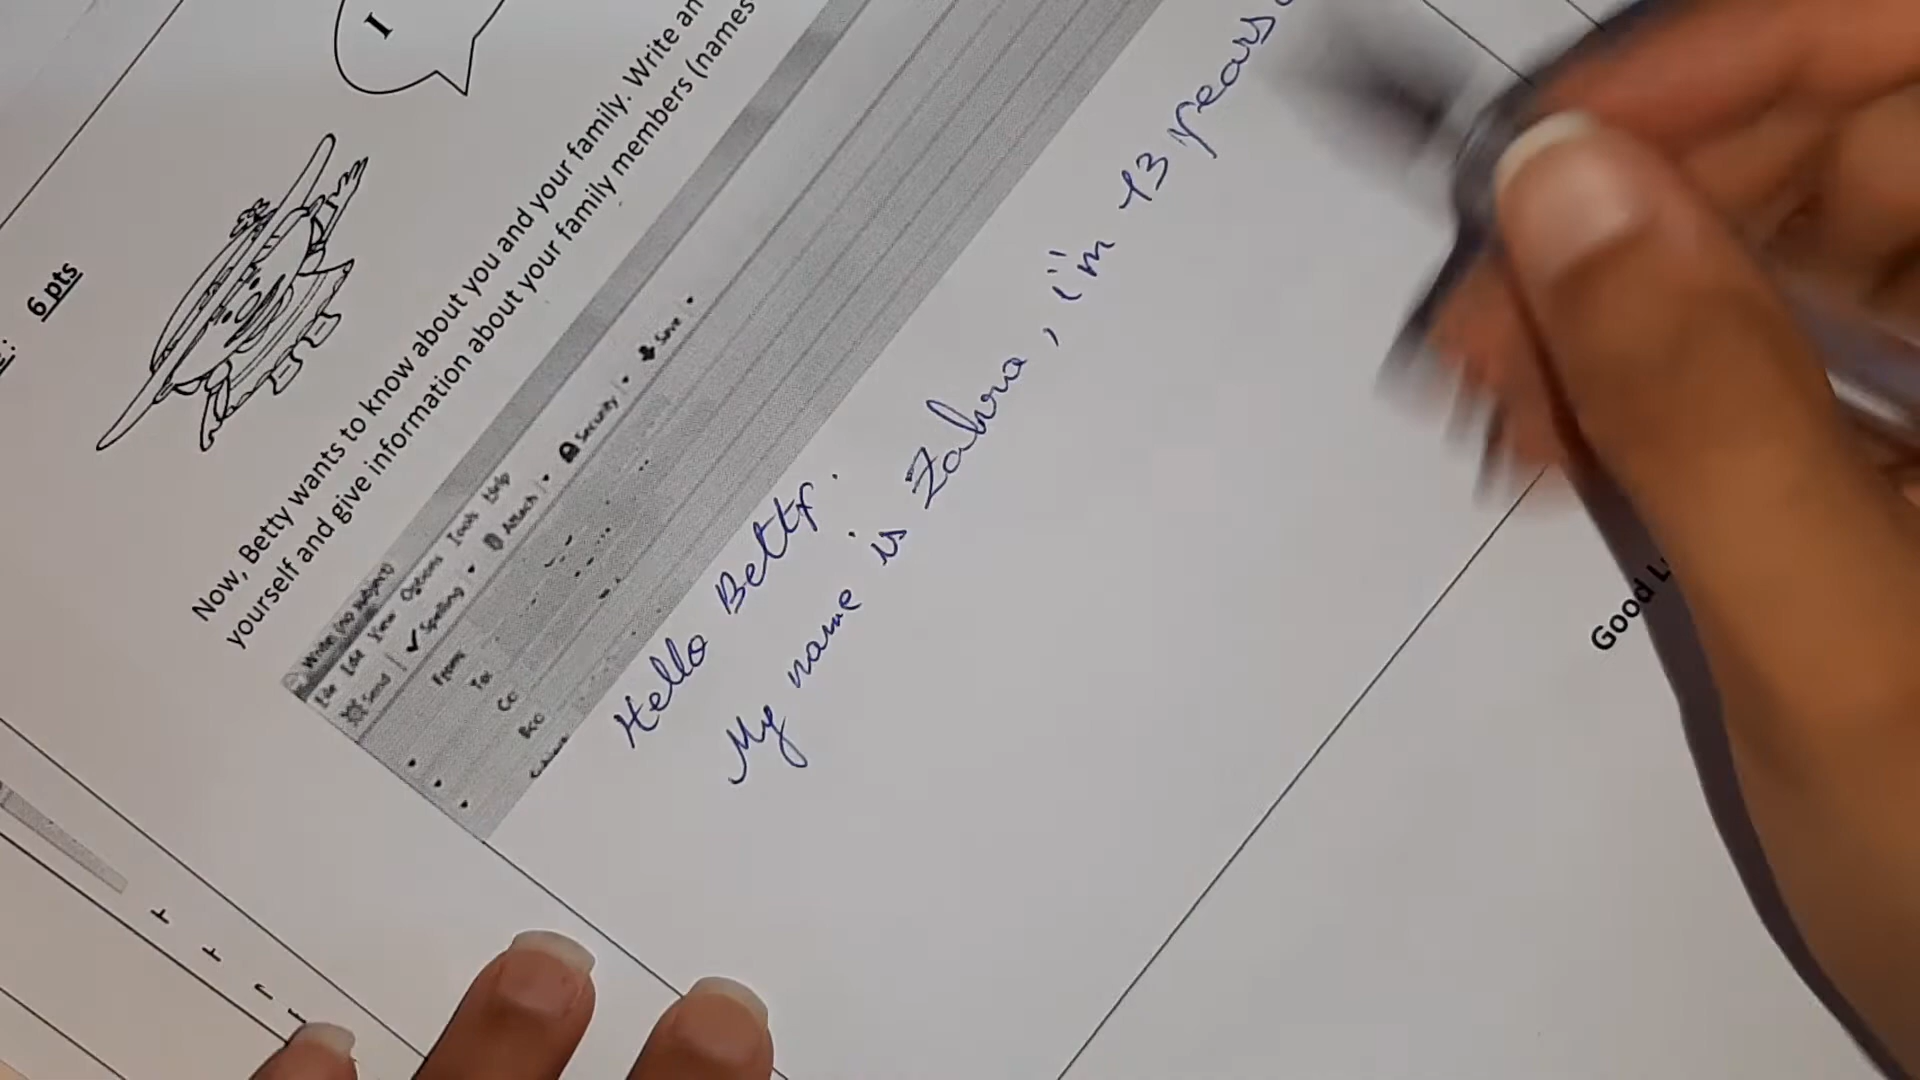 I
6 pts
Now, Betty wants to know about you and your family. Write an
yourself and give information about your family members (names
Write: (no subject)
File Edit View Options Tools Help
Send Spelling Attach Security Save
From:
To:
Cc
Bcc
Hello Betty.
My name is Zahra, i'm 13 years
Good